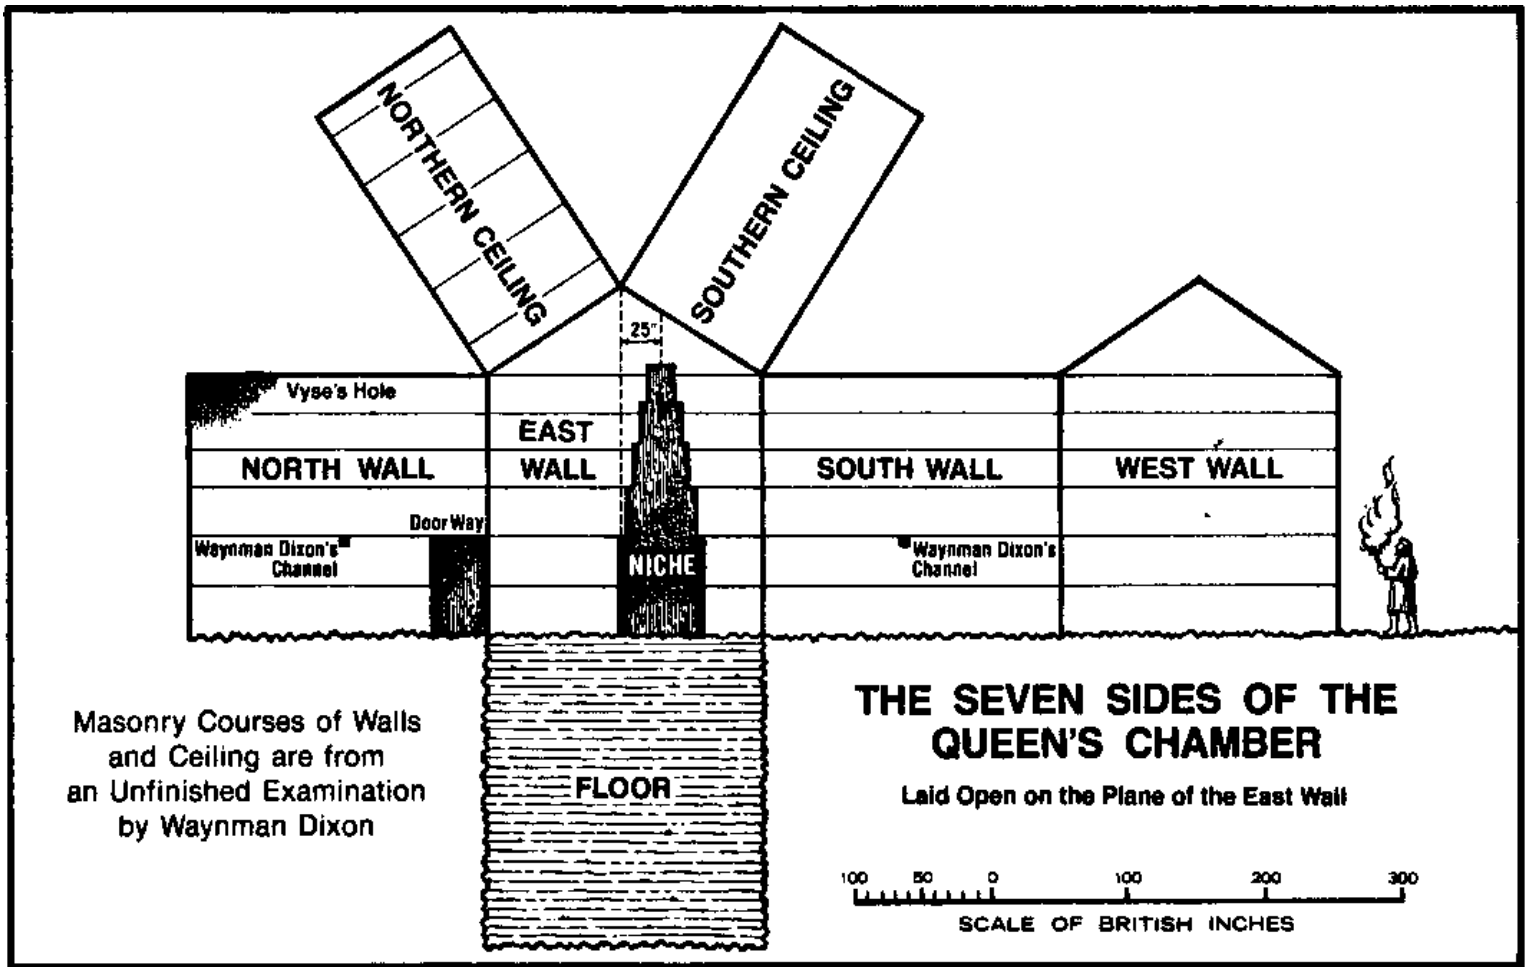 NORTHERN CEILING
SOUTHERN CEILING
25"
Vyse's Hole
EAST
WALL
NORTH WALL
SOUTH WALL
WEST WALL
Door Way
Waynman Dixon's
Channel
NICHE
Waynman Dixon's
Channel
THE SEVEN SIDES OF THE
QUEEN'S CHAMBER
Laid Open on the Plane of the East Wall
Masonry Courses of Walls
and Ceiling are from
an Unfinished Examination
by Waynman Dixon
FLOOR
100 50 0 100 200 300
SCALE OF BRITISH INCHES